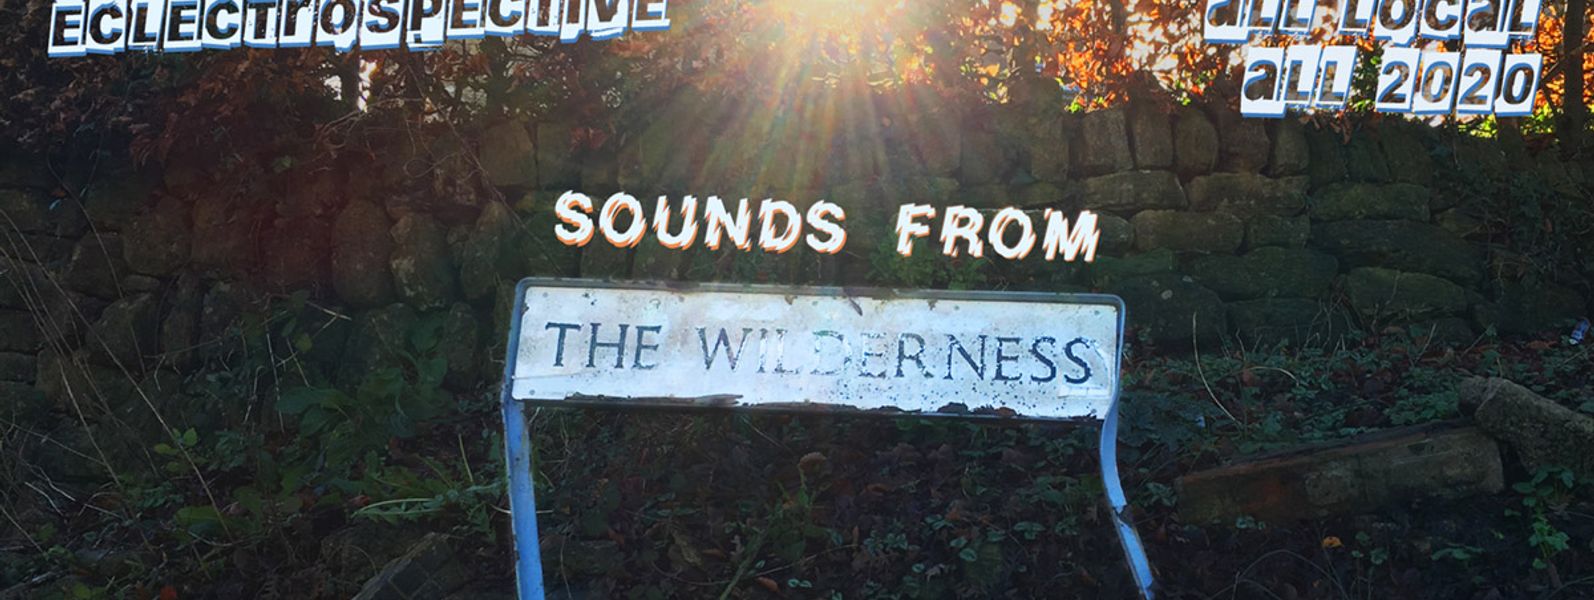 ECLECTrOSPECTIVE
aLL LOCaL
aLL 2020
SOUNDS FROM
THE WILDERNESS